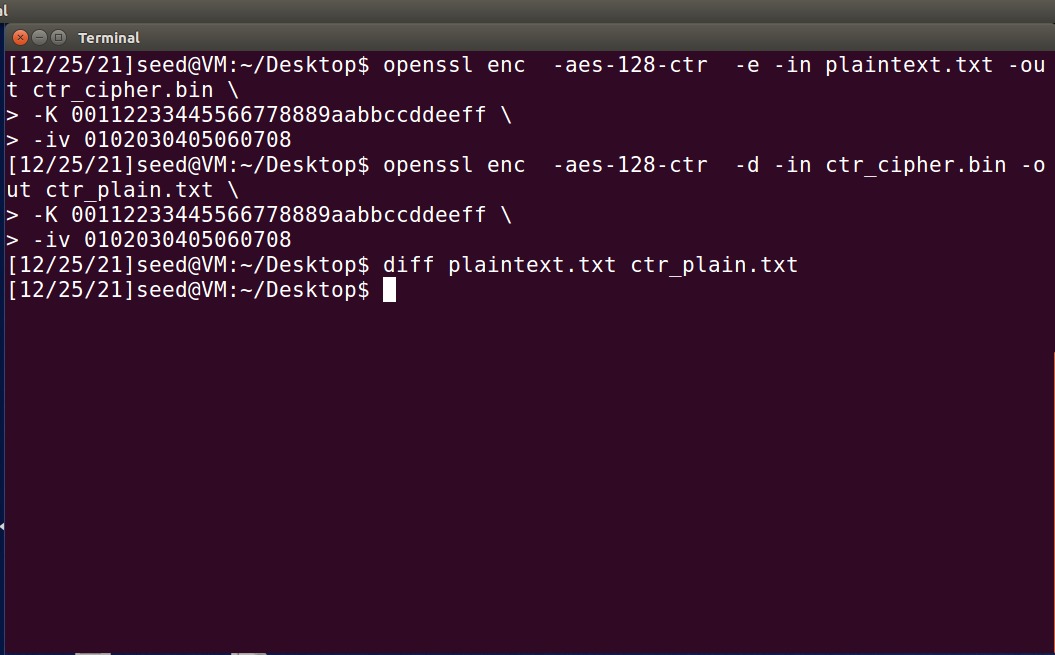 al
Terminal
[12/25/21]seed@VM:~/Desktop$ openssl enc  -aes-128-ctr  -e -in plaintext.txt -ou
t ctr_cipher.bin \
> -K 00112233445566778889aabbccddeeff \
> -iv 0102030405060708
[12/25/21]seed@VM:~/Desktop$ openssl enc  -aes-128-ctr  -d -in ctr_cipher.bin -o
ut ctr_plain.txt \
> -K 00112233445566778889aabbccddeeff \
> -iv 0102030405060708
[12/25/21]seed@VM:~/Desktop$ diff plaintext.txt ctr_plain.txt
[12/25/21]seed@VM:~/Desktop$